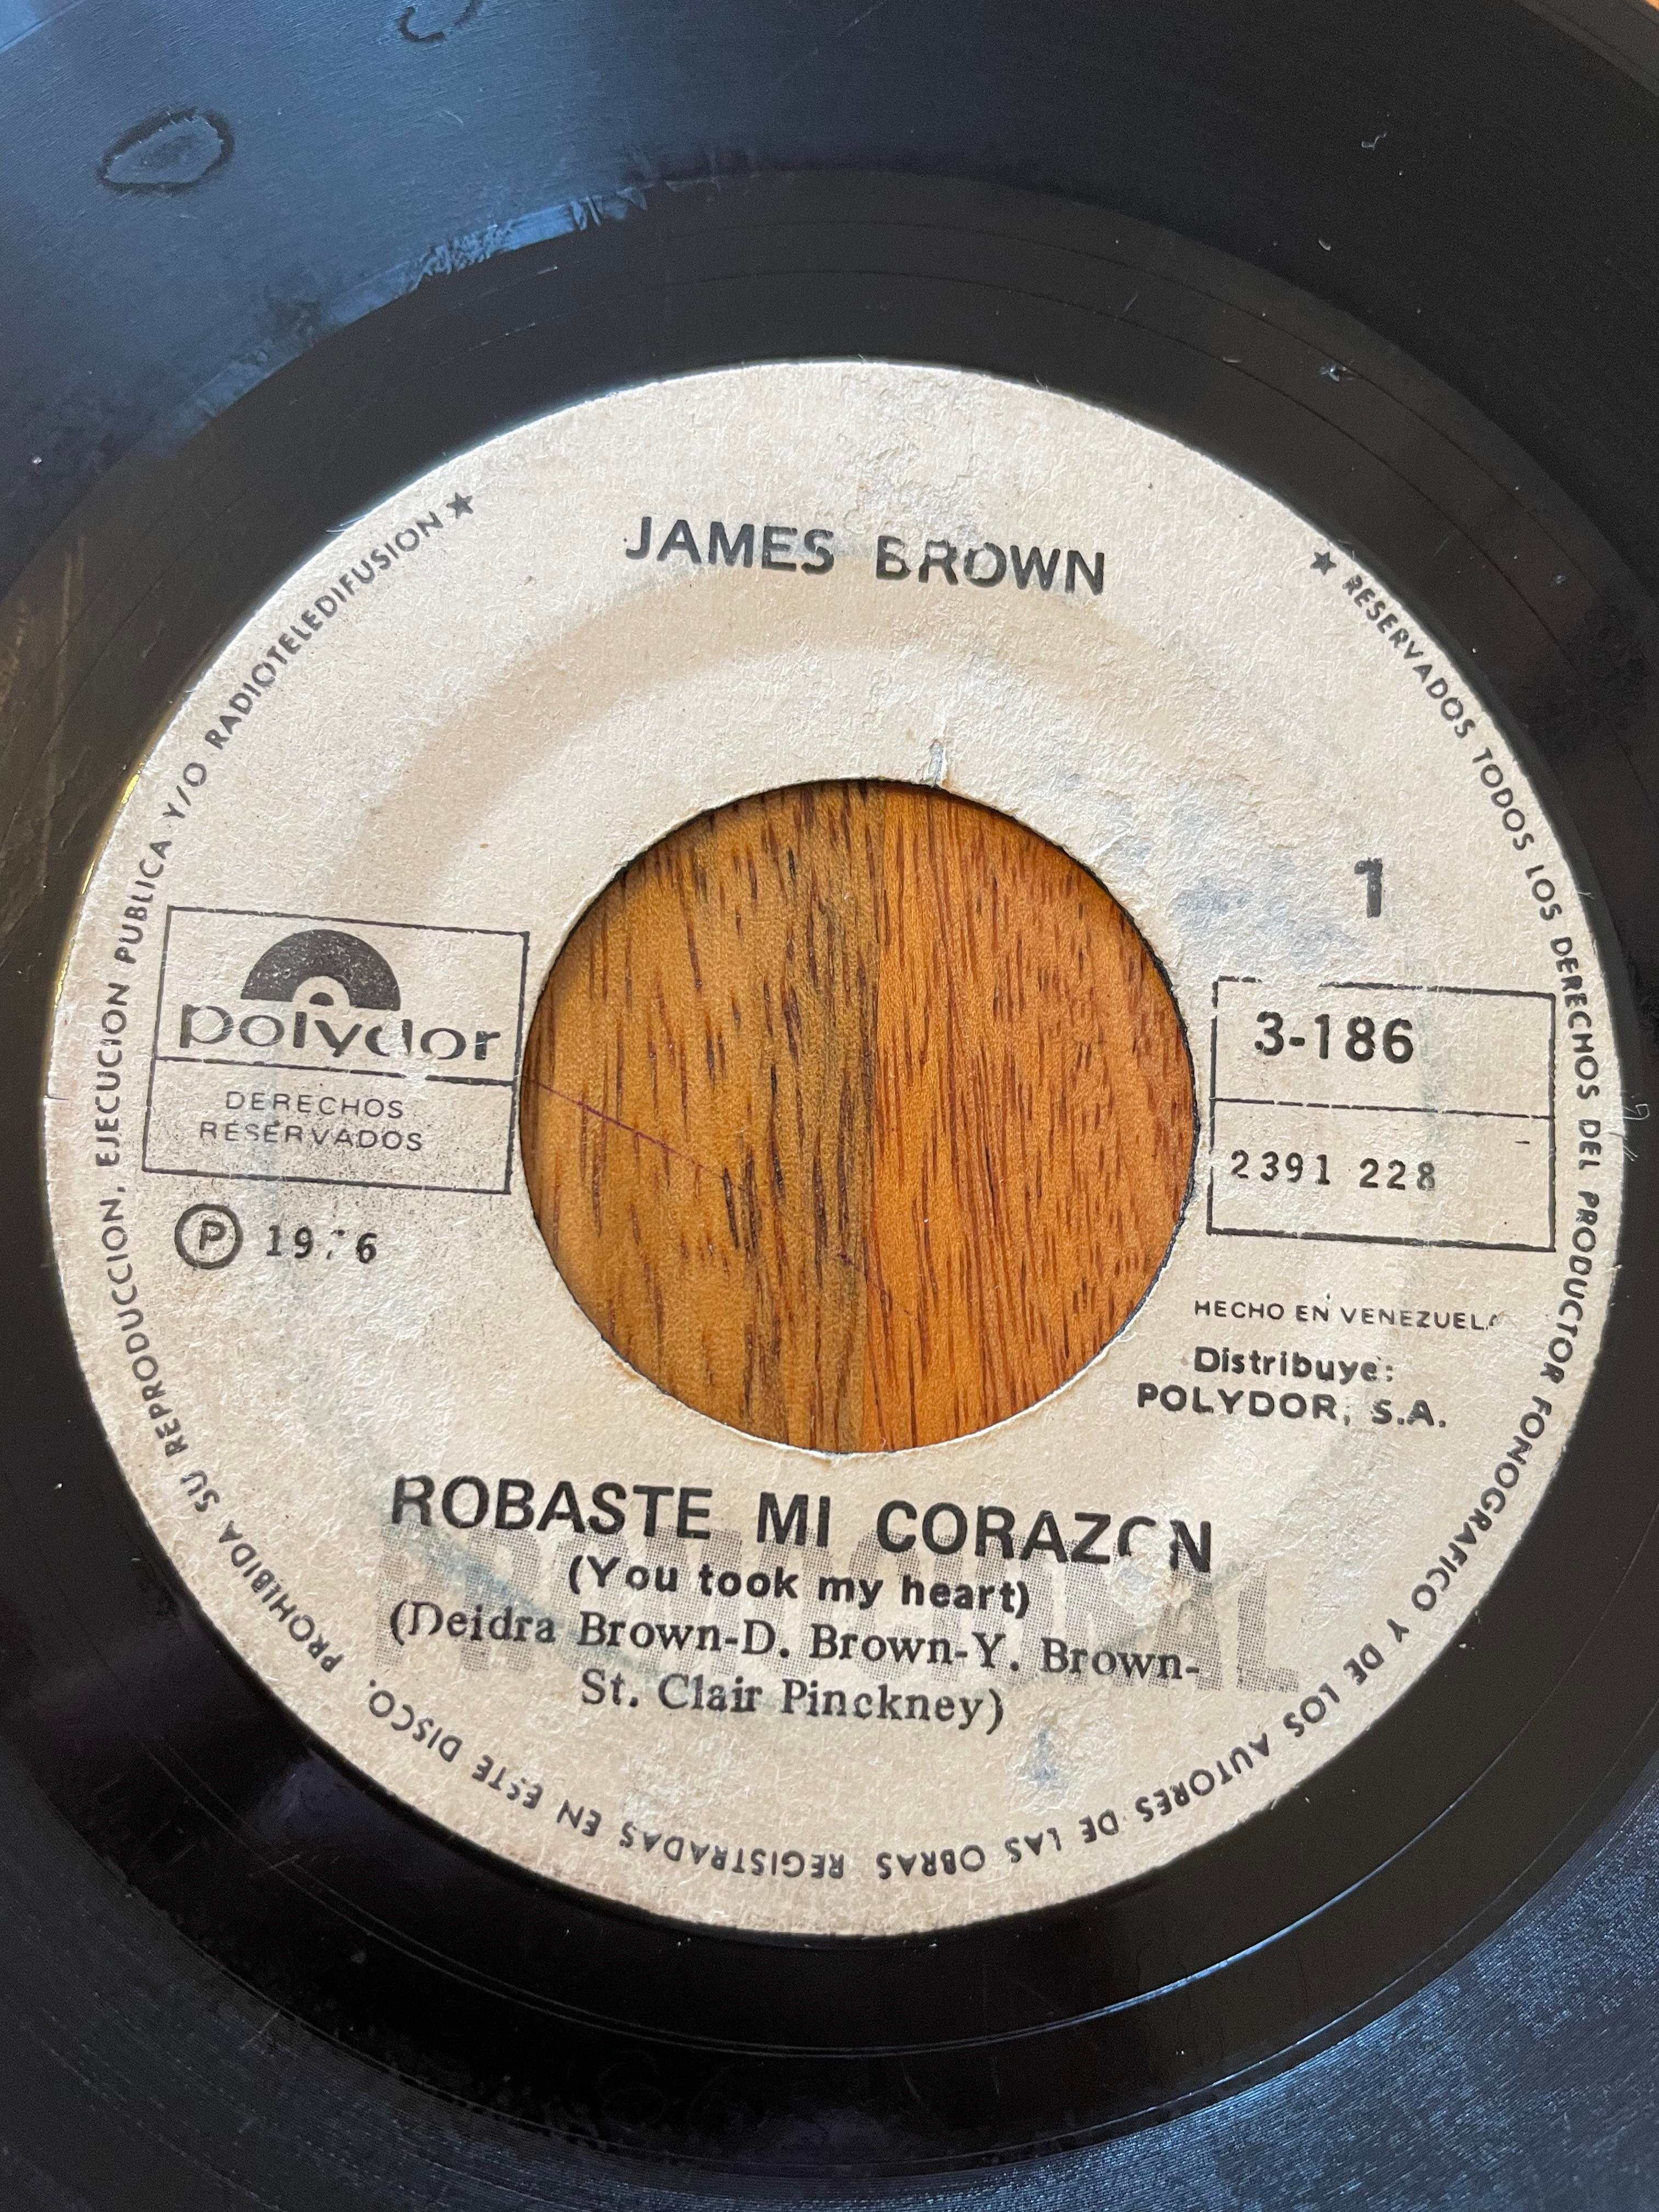 JAMES BROWN
★ RESERVADOS TODOS LOS DERECHOS DEL PRODUCTOR FONOGRAFICO Y DE LOS AUTORES DE LAS OBRAS REGISTRADAS EN ESTE DISCO. PROHIBIDA SU REPRODUCCION, EJECUCION PUBLICA Y/O RADIOTELEDIFUSION ★
1
polydor
DERECHOS
RESERVADOS
Ⓟ 1976
3-186
2391 228
HECHO EN VENEZUELA
Distribuye:
POLYDOR, S.A.
ROBASTE MI CORAZON
(You took my heart)
(Deidra Brown-D. Brown-Y. Brown-
St. Clair Pinckney)
PROMOCIONAL